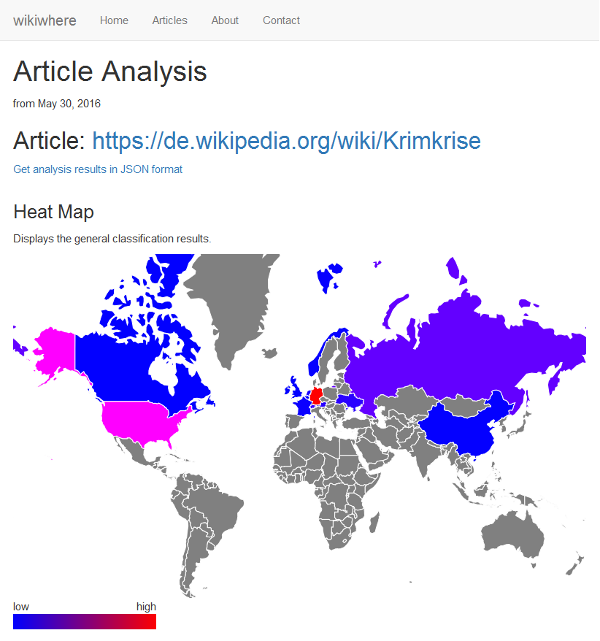 wikiwhere Home Articles About Contact
Article Analysis
from May 30, 2016
Article: https://de.wikipedia.org/wiki/Krimkrise
Get analysis results in JSON format
Heat Map
Displays the general classification results.
low high